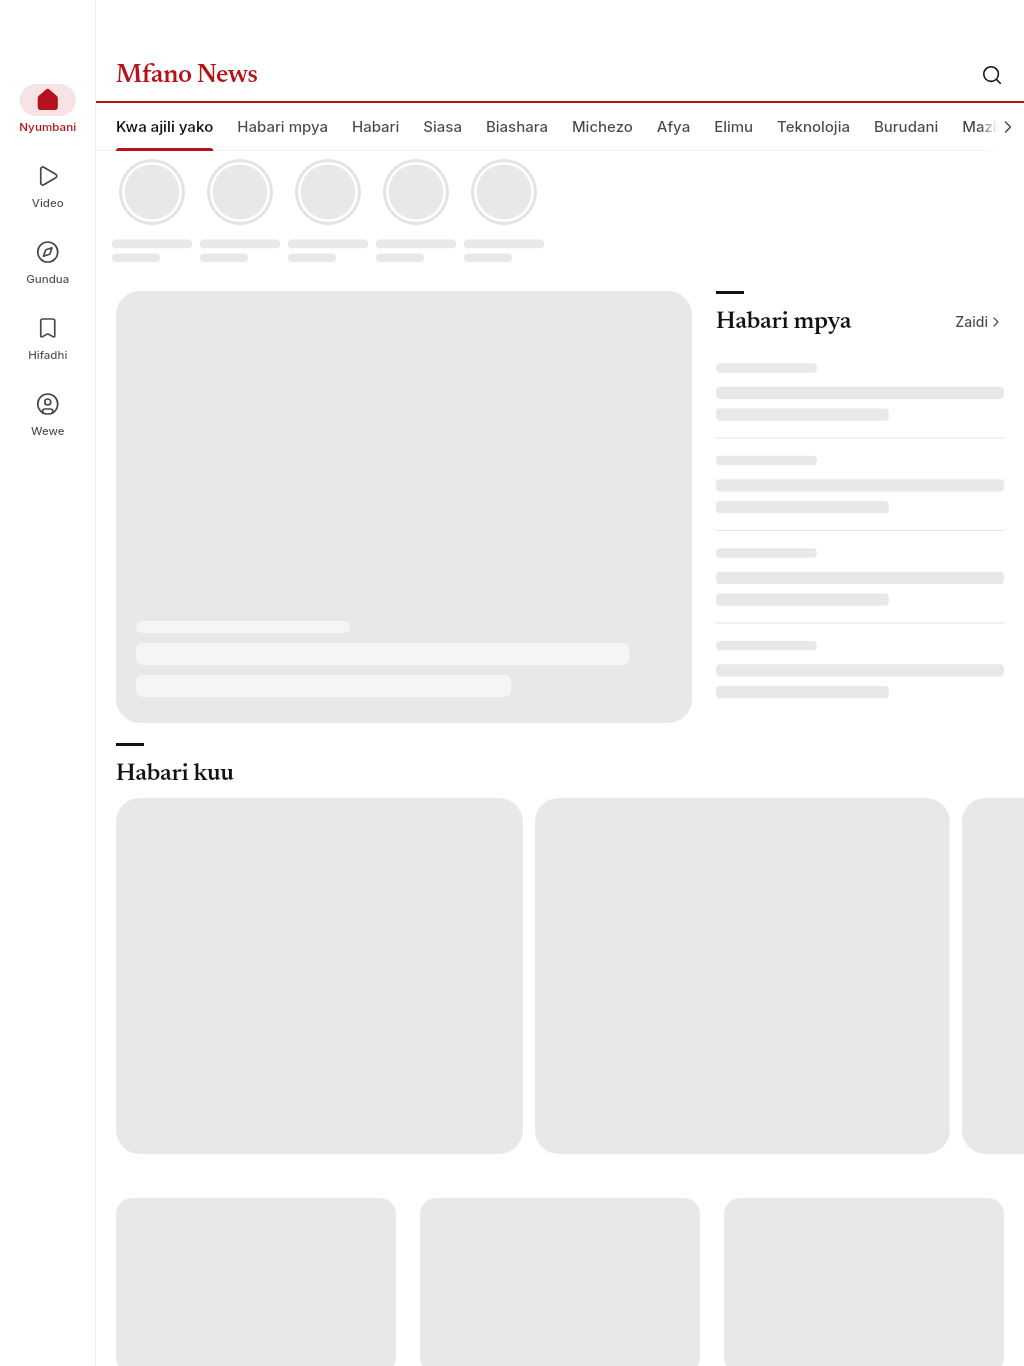 Mfano News
Nyumbani
Video
Gundua
Hifadhi
Wewe
Kwa ajili yako
Habari mpya
Habari
Siasa
Biashara
Michezo
Afya
Elimu
Teknolojia
Burudani
Habari mpya
Zaidi
Habari kuu